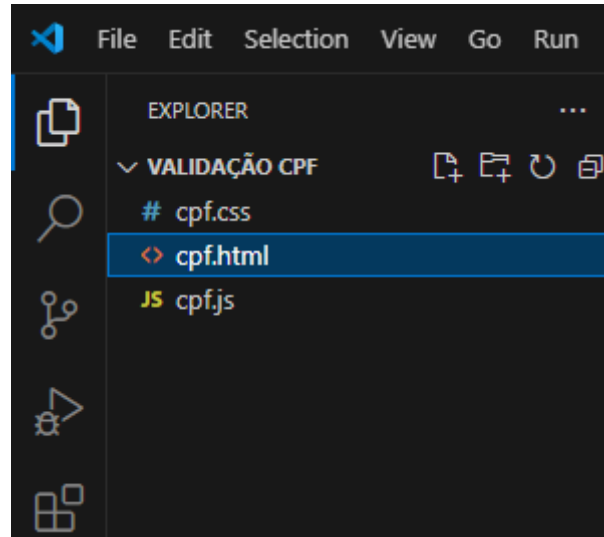 File Edit Selection View Go Run
EXPLORER ...
VALIDAÇÃO CPF
# cpf.css
<> cpf.html
JS cpf.js